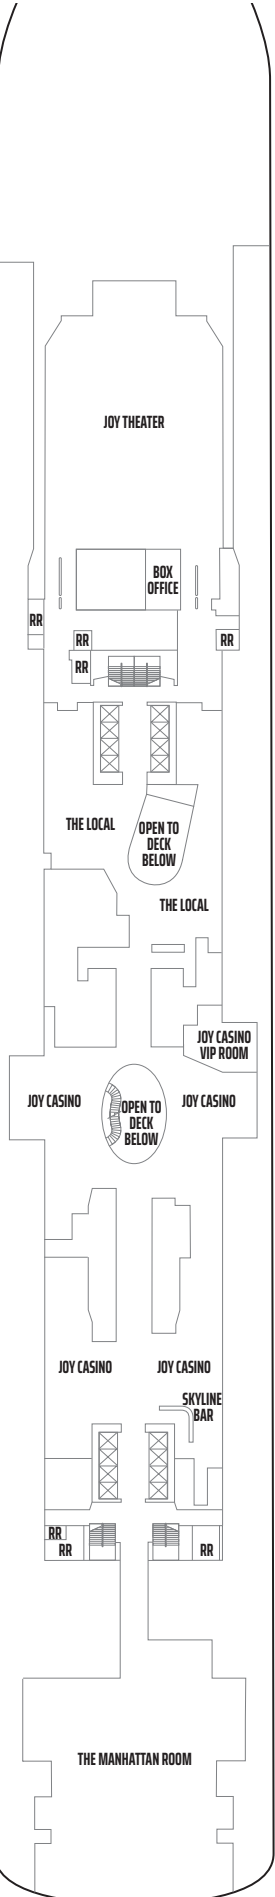 JOY THEATER
BOX
OFFICE
RR
RR
RR
RR
THE LOCAL
OPEN TO
DECK
BELOW
THE LOCAL
JOY CASINO
VIP ROOM
JOY CASINO
OPEN TO
DECK
BELOW
JOY CASINO
JOY CASINO
JOY CASINO
SKYLINE
BAR
RR
RR
RR
THE MANHATTAN ROOM